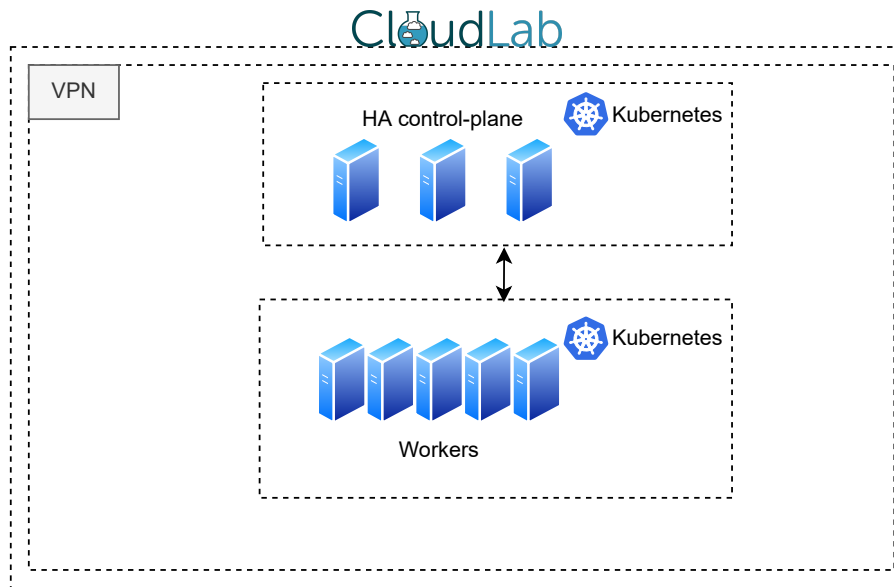 CloudLab
VPN
HA control-plane
Kubernetes
Kubernetes
Workers